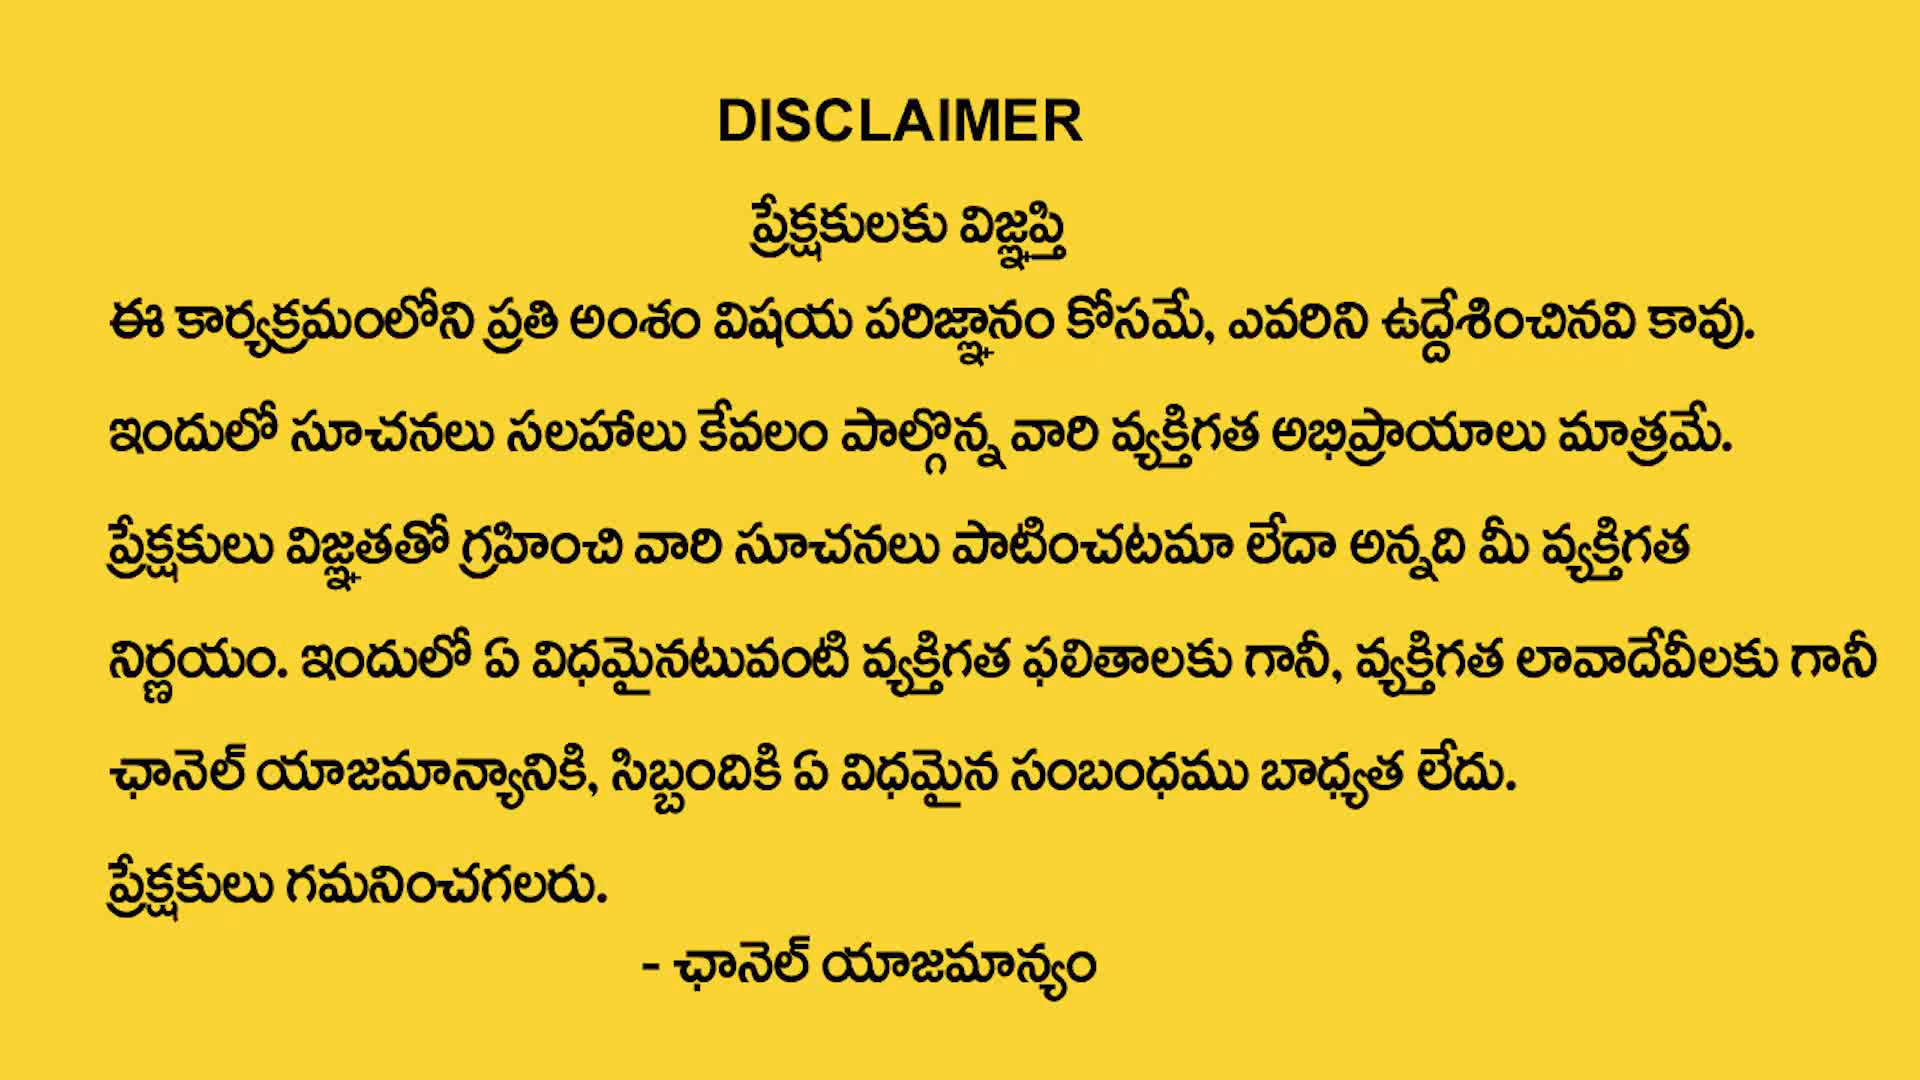 DISCLAIMER
ప్రేక్షకులకు విజ్ఞప్తి
ఈ కార్యక్రమంలోని ప్రతి అంశం విషయ పరిజ్ఞానం కోసమే, ఎవరిని ఉద్దేశించినవి కావు.
ఇందులో సూచనలు సలహాలు కేవలం పాల్గొన్న వారి వ్యక్తిగత అభిప్రాయాలు మాత్రమే.
ప్రేక్షకులు విజ్ఞతతో గ్రహించి వారి సూచనలు పాటించటమా లేదా అన్నది మీ వ్యక్తిగత
నిర్ణయం. ఇందులో ఏ విధమైనటువంటి వ్యక్తిగత ఫలితాలకు గానీ, వ్యక్తిగత లావాదేవీలకు గానీ
ఛానెల్ యాజమాన్యానికి, సిబ్బందికి ఏ విధమైన సంబంధము బాధ్యత లేదు.
ప్రేక్షకులు గమనించగలరు.
- ఛానెల్ యాజమాన్యం